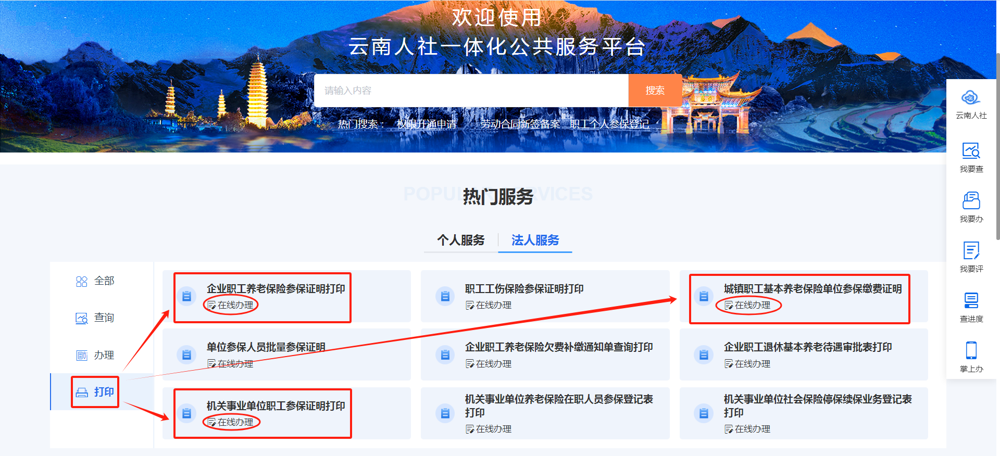 欢迎使用
云南人社一体化公共服务平台
请输入内容
搜索
热门搜索： 权限开通申请 劳动合同新签备案 职工个人参保登记
云南人社
我要查
我要办
我要评
查进度
掌上办
POPULAR SERVICES
热门服务
个人服务
法人服务
全部
查询
办理
打印
企业职工养老保险参保证明打印
在线办理
职工工伤保险参保证明打印
在线办理
城镇职工基本养老保险单位参保缴费证明
在线办理
单位参保人员批量参保证明
在线办理
企业职工养老保险欠费补缴通知单查询打印
在线办理
企业职工退休基本养老待遇审批表打印
在线办理
机关事业单位职工参保证明打印
在线办理
机关事业单位养老保险在职人员参保登记表
打印
在线办理
机关事业单位社会保险停保续保业务登记表
打印
在线办理